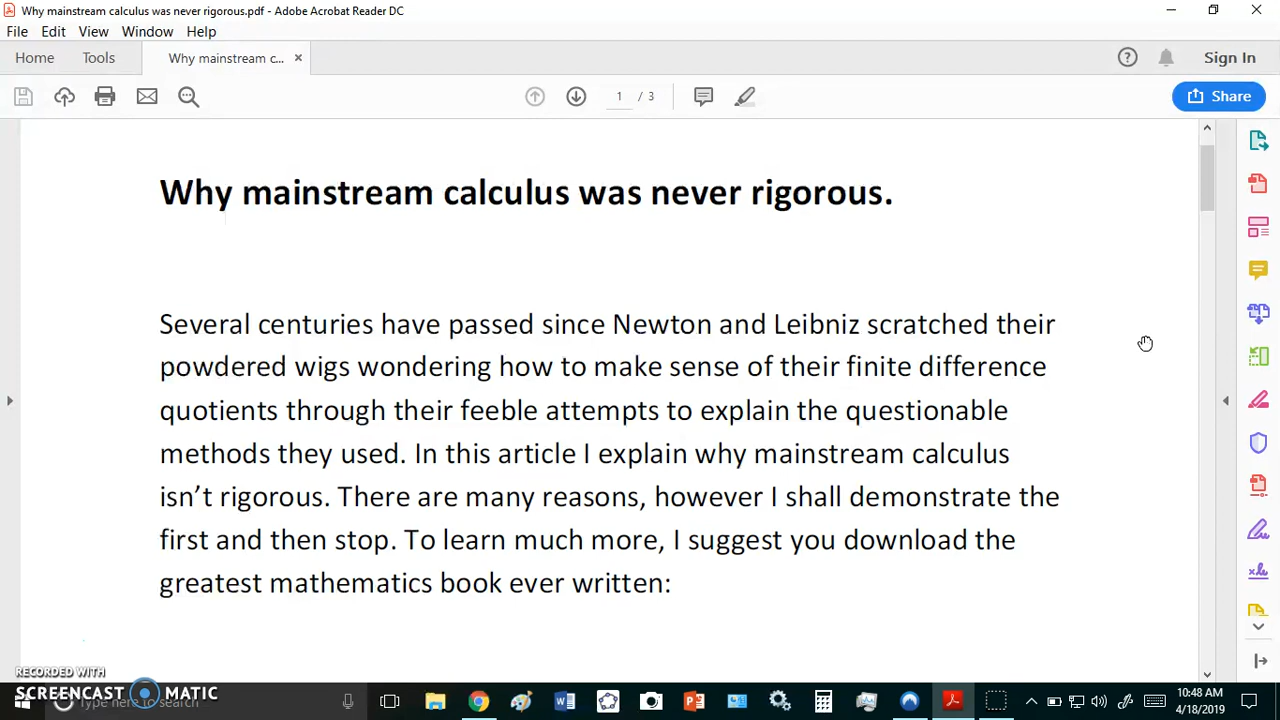 Why mainstream calculus was never rigorous.pdf - Adobe Acrobat Reader DC
File Edit View Window Help
Home Tools Why mainstream c... × Sign In
1 / 3 Share
Why mainstream calculus was never rigorous.
Several centuries have passed since Newton and Leibniz scratched their
powdered wigs wondering how to make sense of their finite difference
quotients through their feeble attempts to explain the questionable
methods they used. In this article I explain why mainstream calculus
isn’t rigorous. There are many reasons, however I shall demonstrate the
first and then stop. To learn much more, I suggest you download the
greatest mathematics book ever written:
RECORDED WITH
SCREENCAST MATIC
Type here to search
10:48 AM
4/18/2019